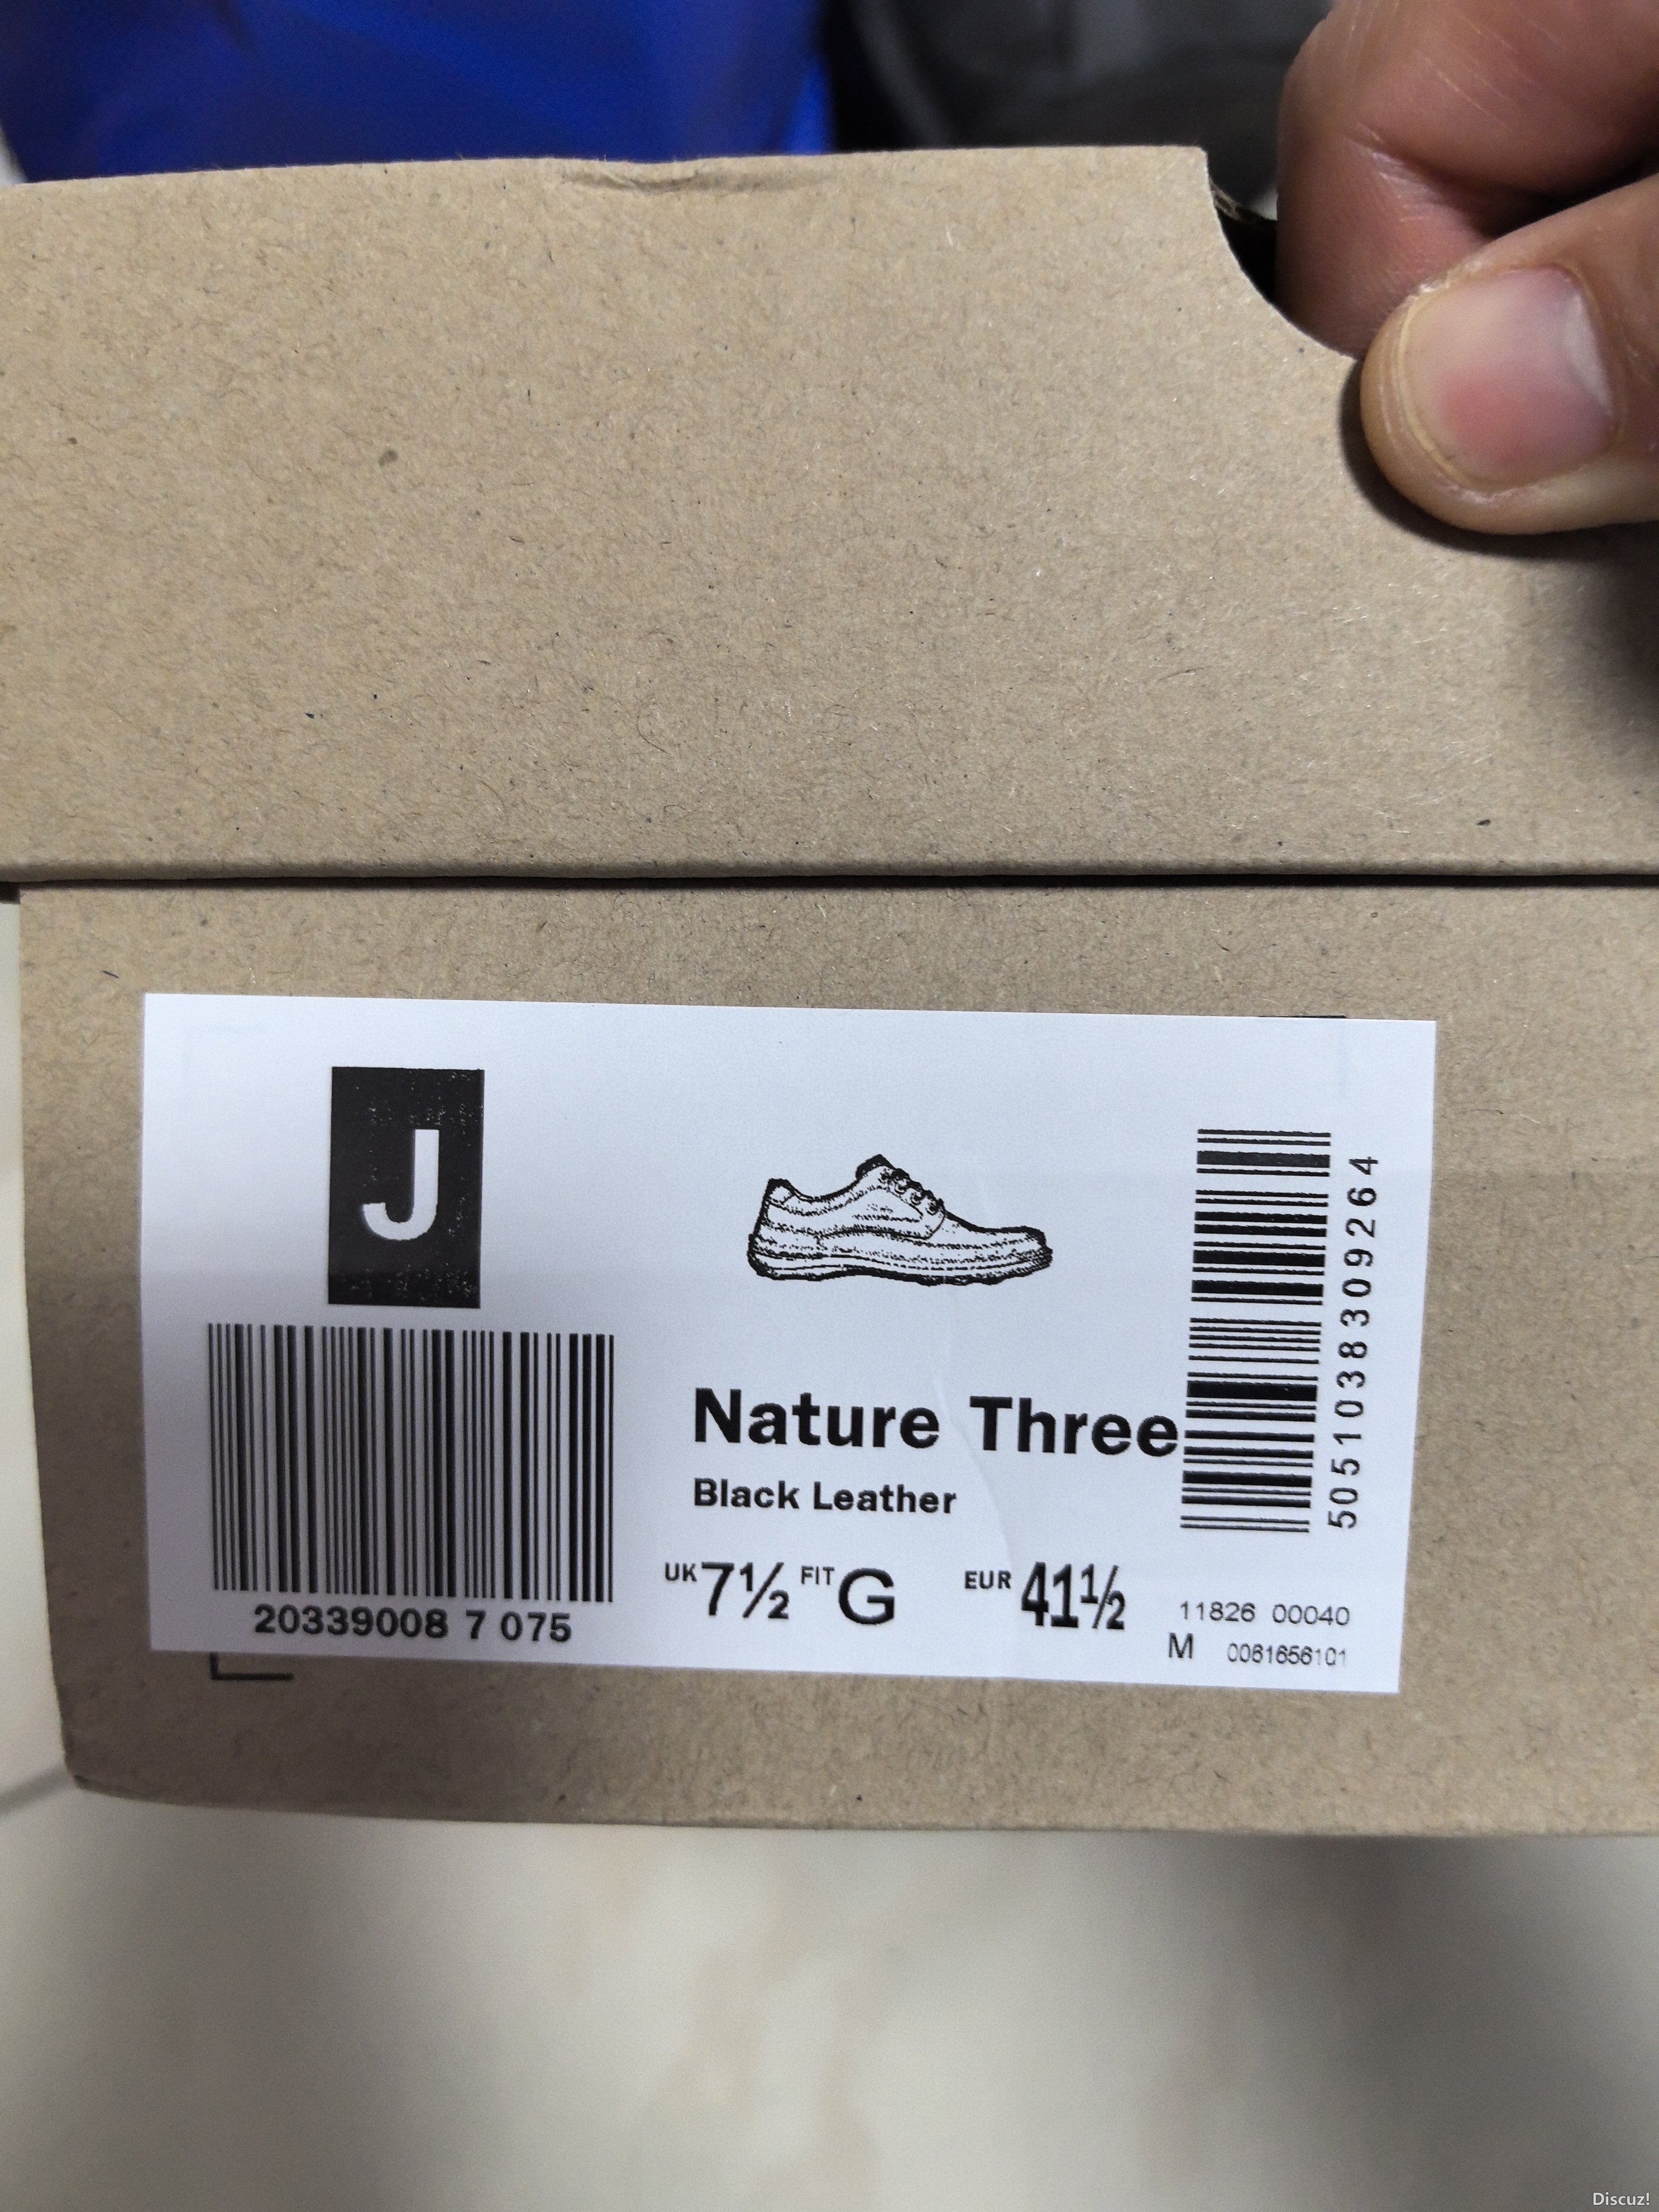 J
20339008 7 075
Nature Three
Black Leather
UK 7½ FIT G EUR 41½
5051038309264
11826 00040
M 0061656101
Discuz!